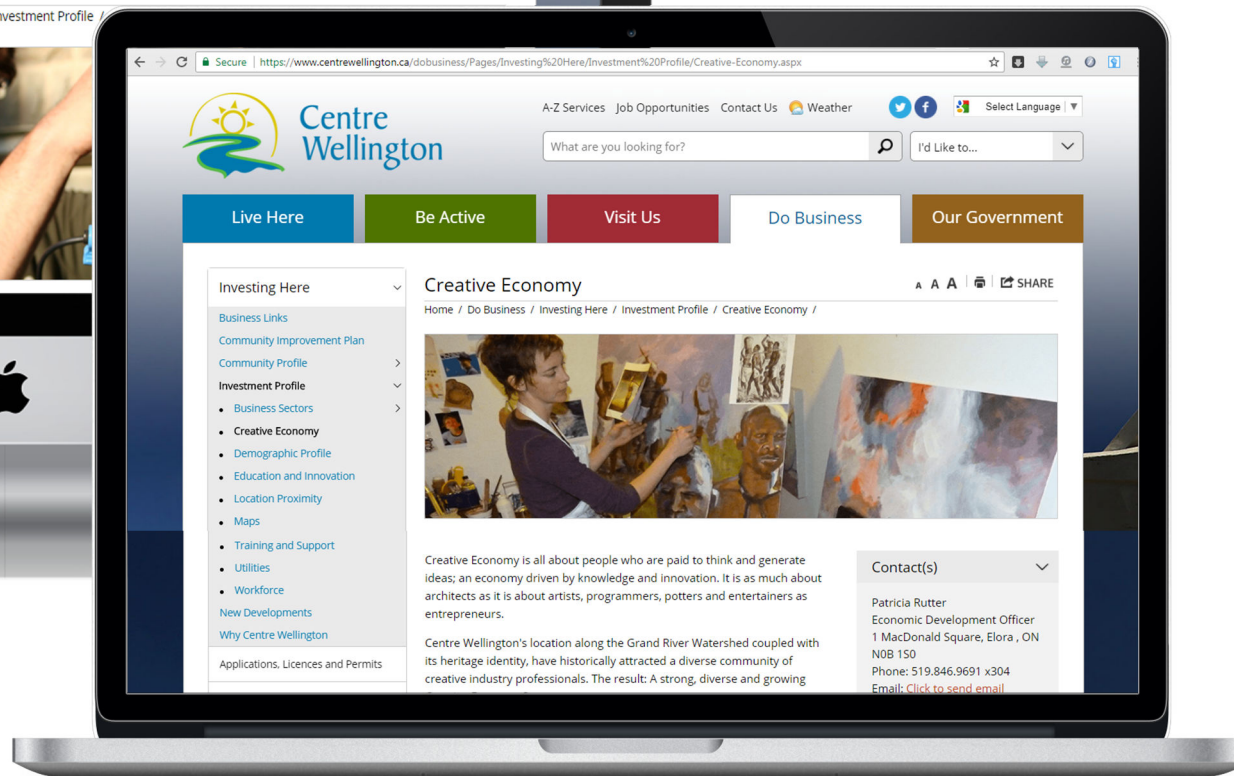 nvestment Profile /
Secure | https://www.centrewellington.ca/dobusiness/Pages/Investing%20Here/Investment%20Profile/Creative-Economy.aspx
Centre
Wellington
A-Z Services Job Opportunities Contact Us Weather
Select Language
What are you looking for?
I'd Like to...
Live Here
Be Active
Visit Us
Do Business
Our Government
Investing Here
Business Links
Community Improvement Plan
Community Profile
Investment Profile
Business Sectors
Creative Economy
Demographic Profile
Education and Innovation
Location Proximity
Maps
Training and Support
Utilities
Workforce
New Developments
Why Centre Wellington
Applications, Licences and Permits
Creative Economy
A A A
SHARE
Home / Do Business / Investing Here / Investment Profile / Creative Economy /
Creative Economy is all about people who are paid to think and generate
ideas; an economy driven by knowledge and innovation. It is as much about
architects as it is about artists, programmers, potters and entertainers as
entrepreneurs.
Centre Wellington's location along the Grand River Watershed coupled with
its heritage identity, have historically attracted a diverse community of
creative industry professionals. The result: A strong, diverse and growing
Contact(s)
Patricia Rutter
Economic Development Officer
1 MacDonald Square, Elora , ON
N0B 1S0
Phone: 519.846.9691 x304
Email: Click to send email